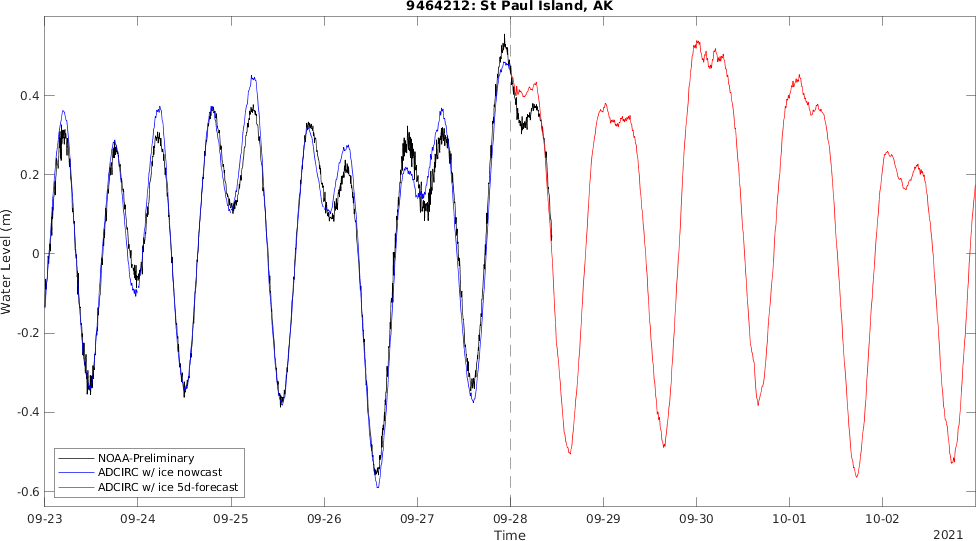 9464212: St Paul Island, AK
Water Level (m)
0.4
0.2
0
-0.2
-0.4
-0.6
NOAA-Preliminary
ADCIRC w/ ice nowcast
ADCIRC w/ ice 5d-forecast
09-23 09-24 09-25 09-26 09-27 09-28 09-29 09-30 10-01 10-02
Time
2021